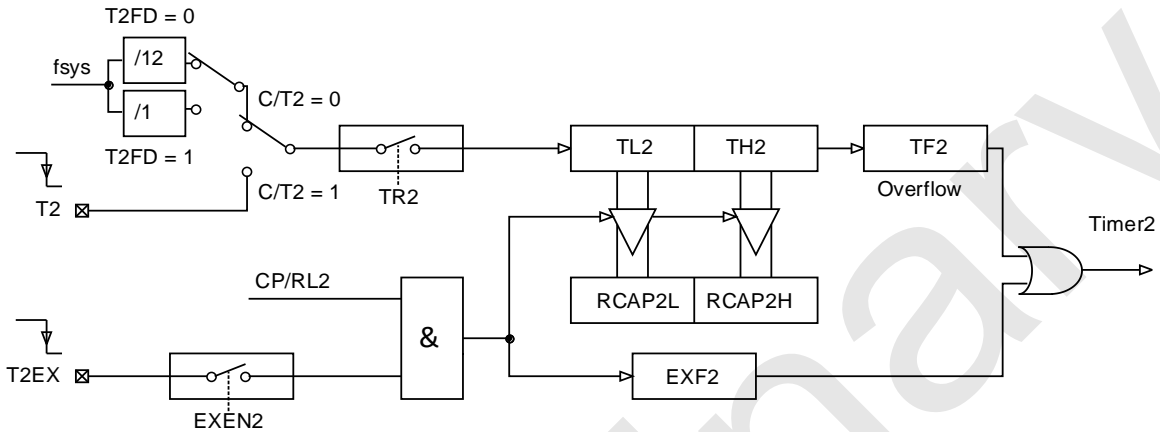 T2FD = 0
/12
fsys
C/T2 = 0
/1
T2FD = 1
TL2
TH2
TF2
Overflow
C/T2 = 1
TR2
T2
Timer2
CP/RL2
RCAP2L
RCAP2H
&
T2EX
EXF2
EXEN2
inary